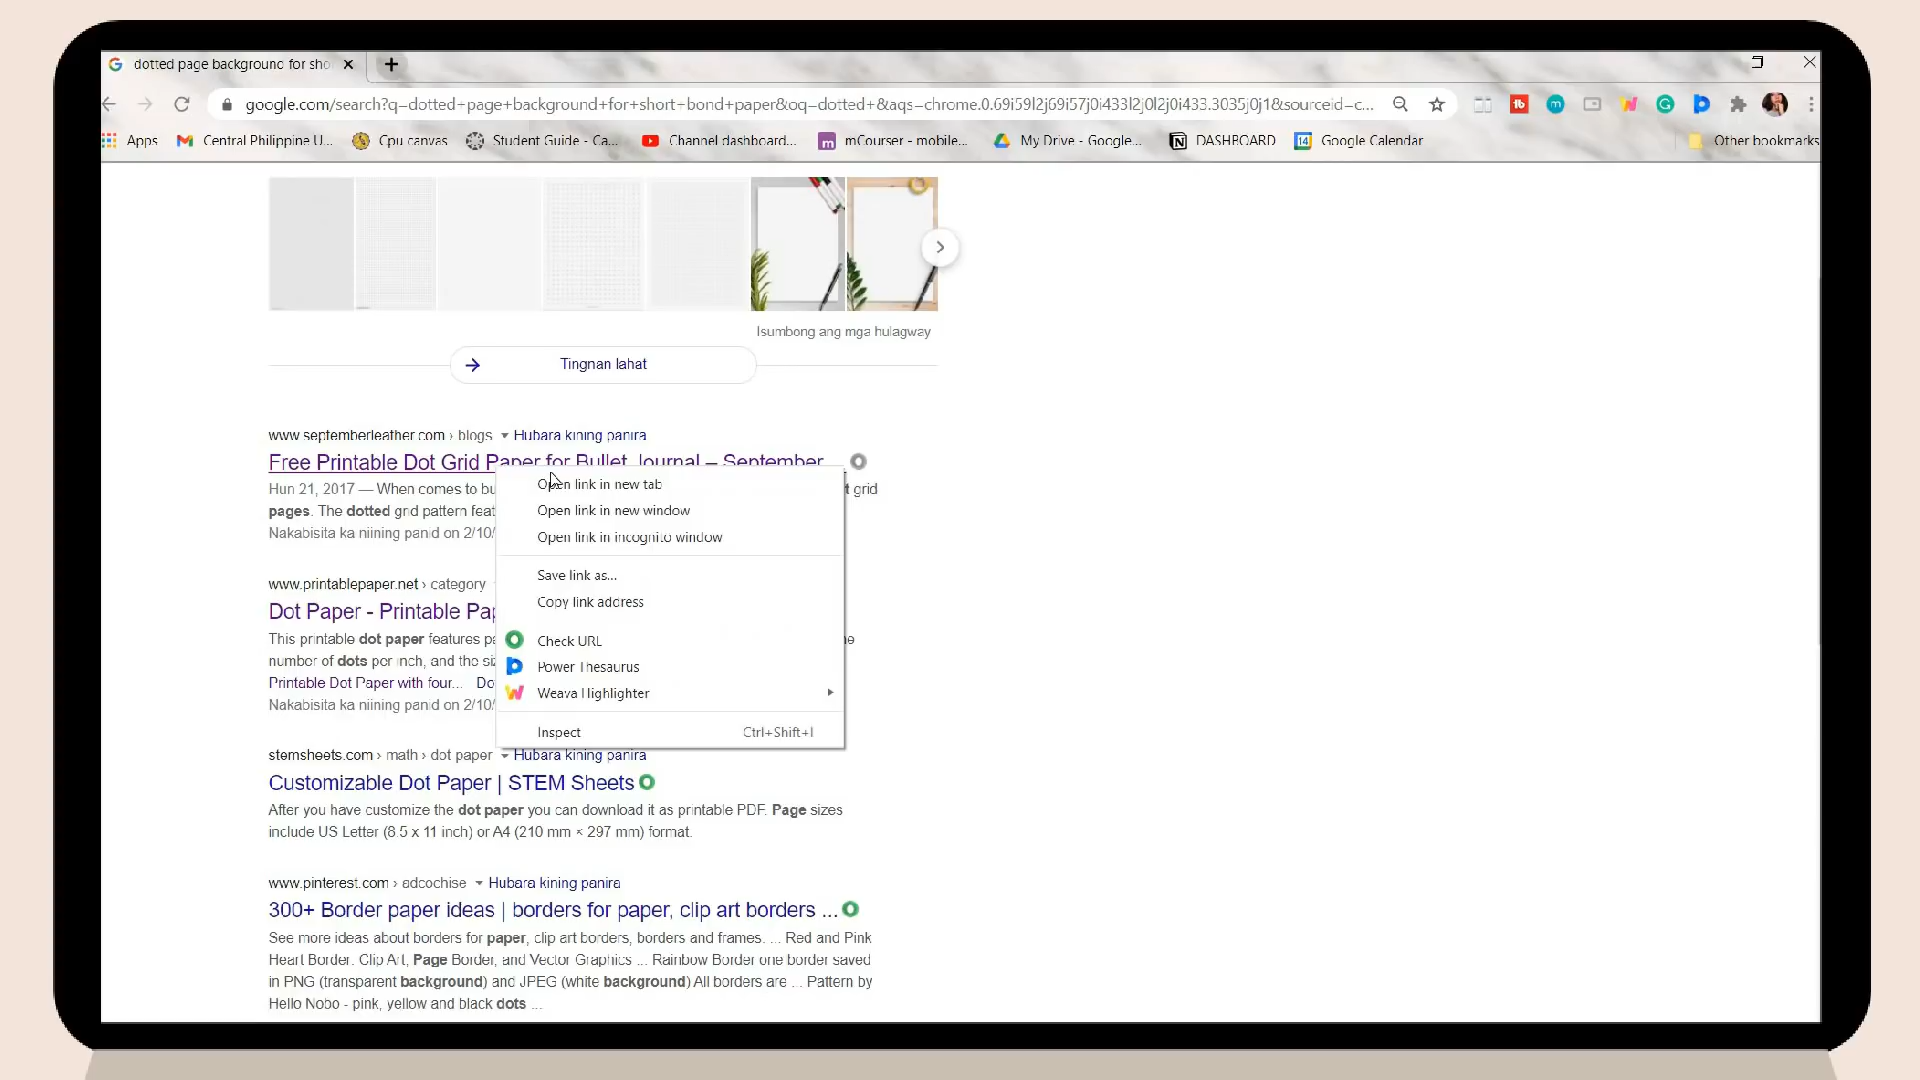 dotted page background for sho
google.com/search?q=dotted+page+background+for+short+bond+paper&oq=dotted+&aqs=chrome.0.69i59l2j69i57j0i433l2j0l2j0i433.3035j0j1&sourceid=c...
Apps Central Philippine U... Cpu canvas Student Guide - Ca... Channel dashboard... mCourser - mobile... My Drive - Google... DASHBOARD 14 Google Calendar Other bookmarks
Isumbong ang mga hulagway
Tingnan lahat
www.septemberleather.com › blogs Hubara kining panira
Free Printable Dot Grid Paper for Bullet Journal – September ...
Hun 21, 2017 — When comes to bu
t grid
pages. The dotted grid pattern feat
Nakabisita ka niining panid on 2/10/
Open link in new tab
Open link in new window
Open link in incognito window
Save link as...
Copy link address
Check URL
Power Thesaurus
Weava Highlighter
Inspect Ctrl+Shift+I
www.printablepaper.net › category
Dot Paper - Printable Pap
This printable dot paper features pa
ne
number of dots per inch, and the siz
Printable Dot Paper with four... Do
Nakabisita ka niining panid on 2/10/
stemsheets.com › math › dot paper Hubara kining panira
Customizable Dot Paper | STEM Sheets
After you have customize the dot paper you can download it as printable PDF. Page sizes
include US Letter (8.5 x 11 inch) or A4 (210 mm × 297 mm) format.
www.pinterest.com › adcochise Hubara kining panira
300+ Border paper ideas | borders for paper, clip art borders ...
See more ideas about borders for paper, clip art borders, borders and frames. ... Red and Pink
Heart Border. Clip Art, Page Border, and Vector Graphics ... Rainbow Border one border saved
in PNG (transparent background) and JPEG (white background) All borders are ... Pattern by
Hello Nobo - pink, yellow and black dots ...